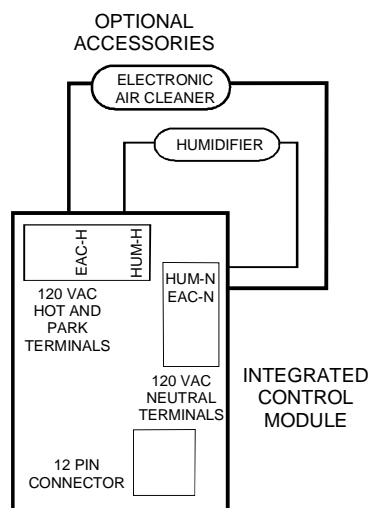 OPTIONAL
ACCESSORIES
ELECTRONIC
AIR CLEANER
HUMIDIFIER
EAC-H
HUM-H
120 VAC
HOT AND
PARK
TERMINALS
HUM-N
EAC-N
120 VAC
NEUTRAL
TERMINALS
INTEGRATED
CONTROL
MODULE
12 PIN
CONNECTOR